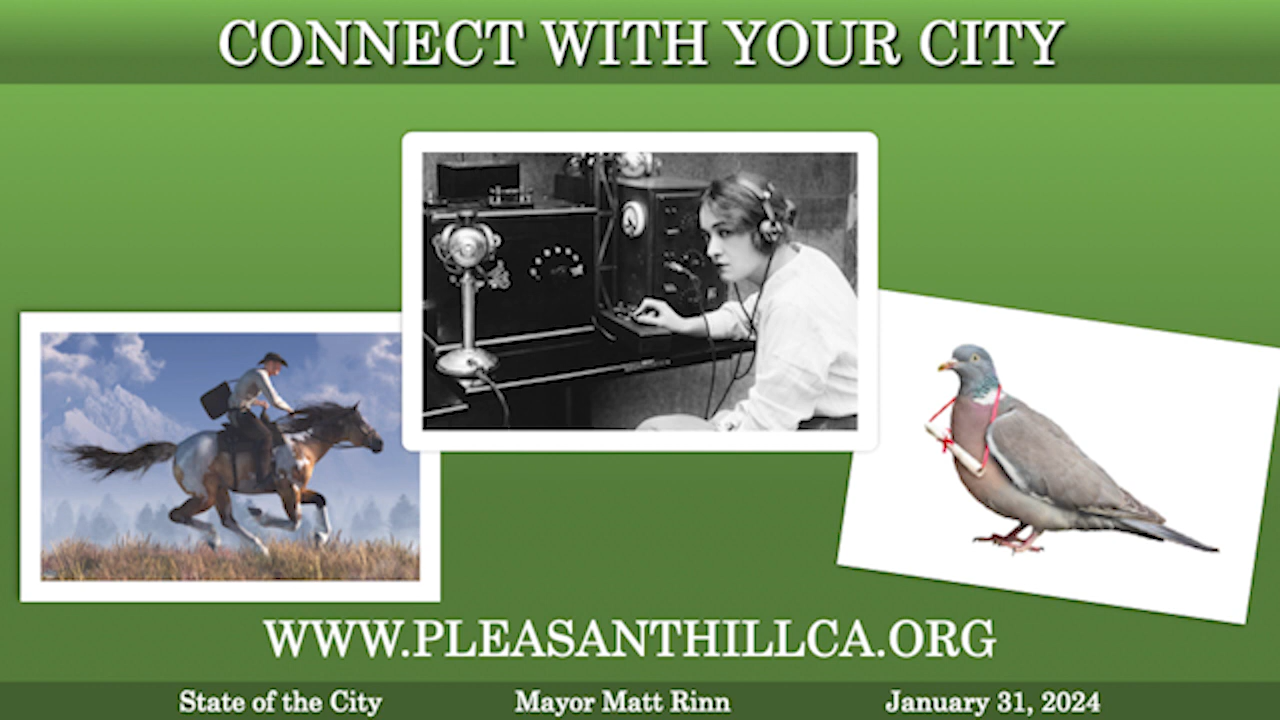 CONNECT WITH YOUR CITY
WWW.PLEASANTHILLCA.ORG
State of the City
Mayor Matt Rinn
January 31, 2024